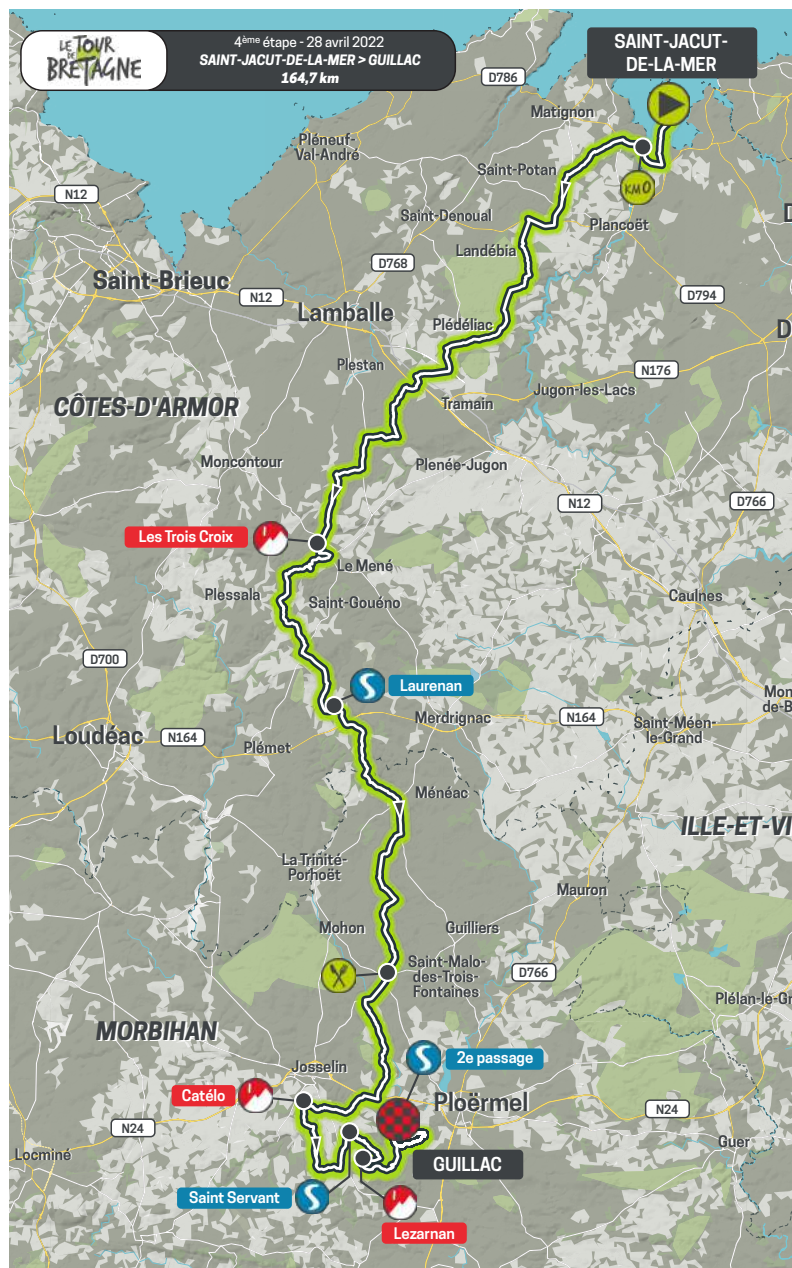 LE TOUR
DE
BRETAGNE
4ème étape - 28 avril 2022
SAINT-JACUT-DE-LA-MER > GUILLAC
164,7 km
SAINT-JACUT-
DE-LA-MER
D786
Matignon
Pléneuf-
Val-André
Saint-Potan
KM 0
N12
Saint-Denoual
Plancoët
D
Landébia
D768
Saint-Brieuc
N12
D794
Lamballe
Plédéliac
D
Plestan
N176
Jugon-les-Lacs
CÔTES-D'ARMOR
Tramain
Moncontour
Plenée-Jugon
N12
D766
Les Trois Croix
Le Mené
Plessala
Saint-Gouéno
Caulnes
D700
Laurenan
Mon
de-B
Merdrignac
N164
Saint-Méen-
le-Grand
Loudéac
N164
Plémet
Ménéac
ILLE-ET-VI
La Trinité-
Porhoët
Mauron
Mohon
Guilliers
Saint-Malo-
des-Trois-
Fontaines
D766
Plélan-le-Gr
MORBIHAN
Josselin
2e passage
Catélo
Ploërmel
N24
N24
Guer
Locminé
GUILLAC
Saint Servant
Lezarnan